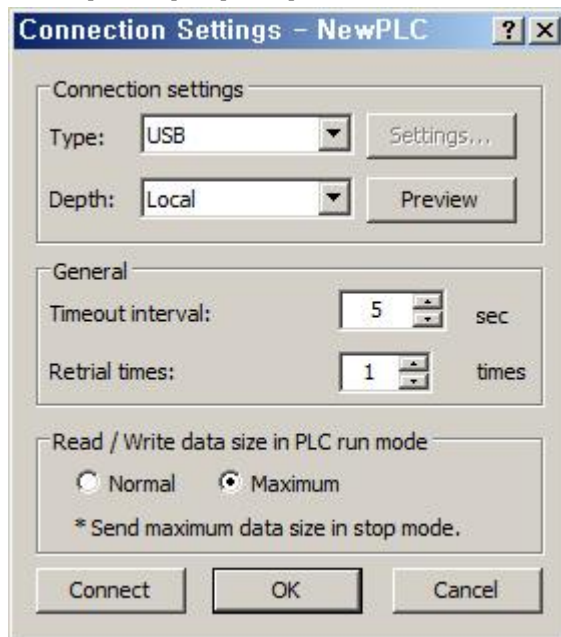 Connection Settings - NewPLC
Connection settings
Type: USB Settings...
Depth: Local Preview
General
Timeout interval: 5 sec
Retrial times: 1 times
Read / Write data size in PLC run mode
Normal Maximum
* Send maximum data size in stop mode.
Connect OK Cancel